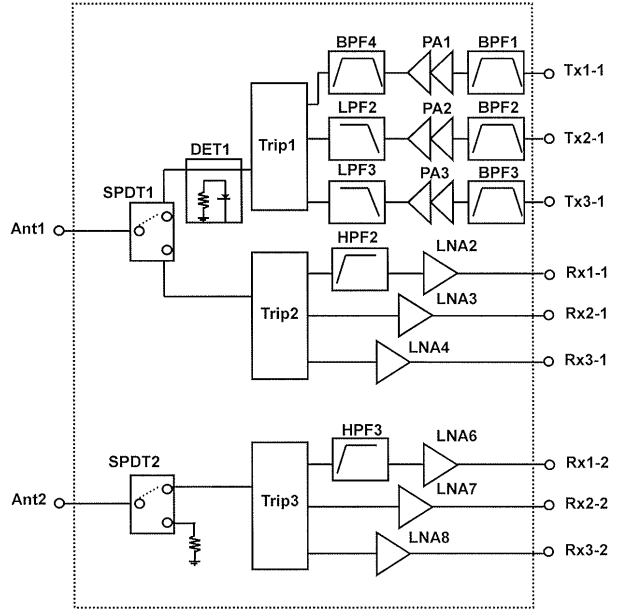 BPF4 PA1 BPF1
Tx1-1
LPF2 PA2 BPF2
Trip1
Tx2-1
DET1
LPF3 PA3 BPF3
SPDT1
Tx3-1
Ant1
HPF2
LNA2
Rx1-1
LNA3
Trip2
Rx2-1
LNA4
Rx3-1
HPF3
LNA6
SPDT2
Rx1-2
LNA7
Ant2
Trip3
Rx2-2
LNA8
Rx3-2